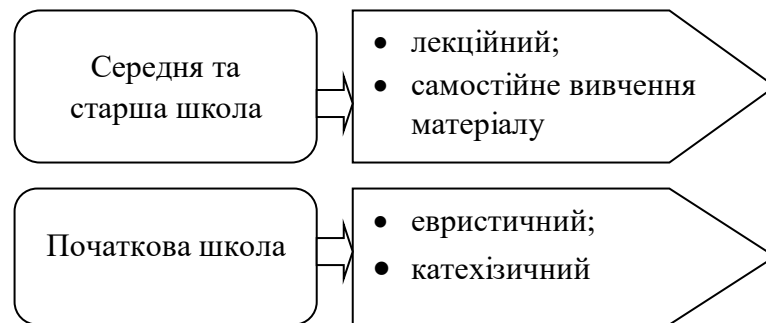 Середня та
старша школа
• лекційний;
• самостійне вивчення
матеріалу
Початкова школа
• евристичний;
• катехізичний